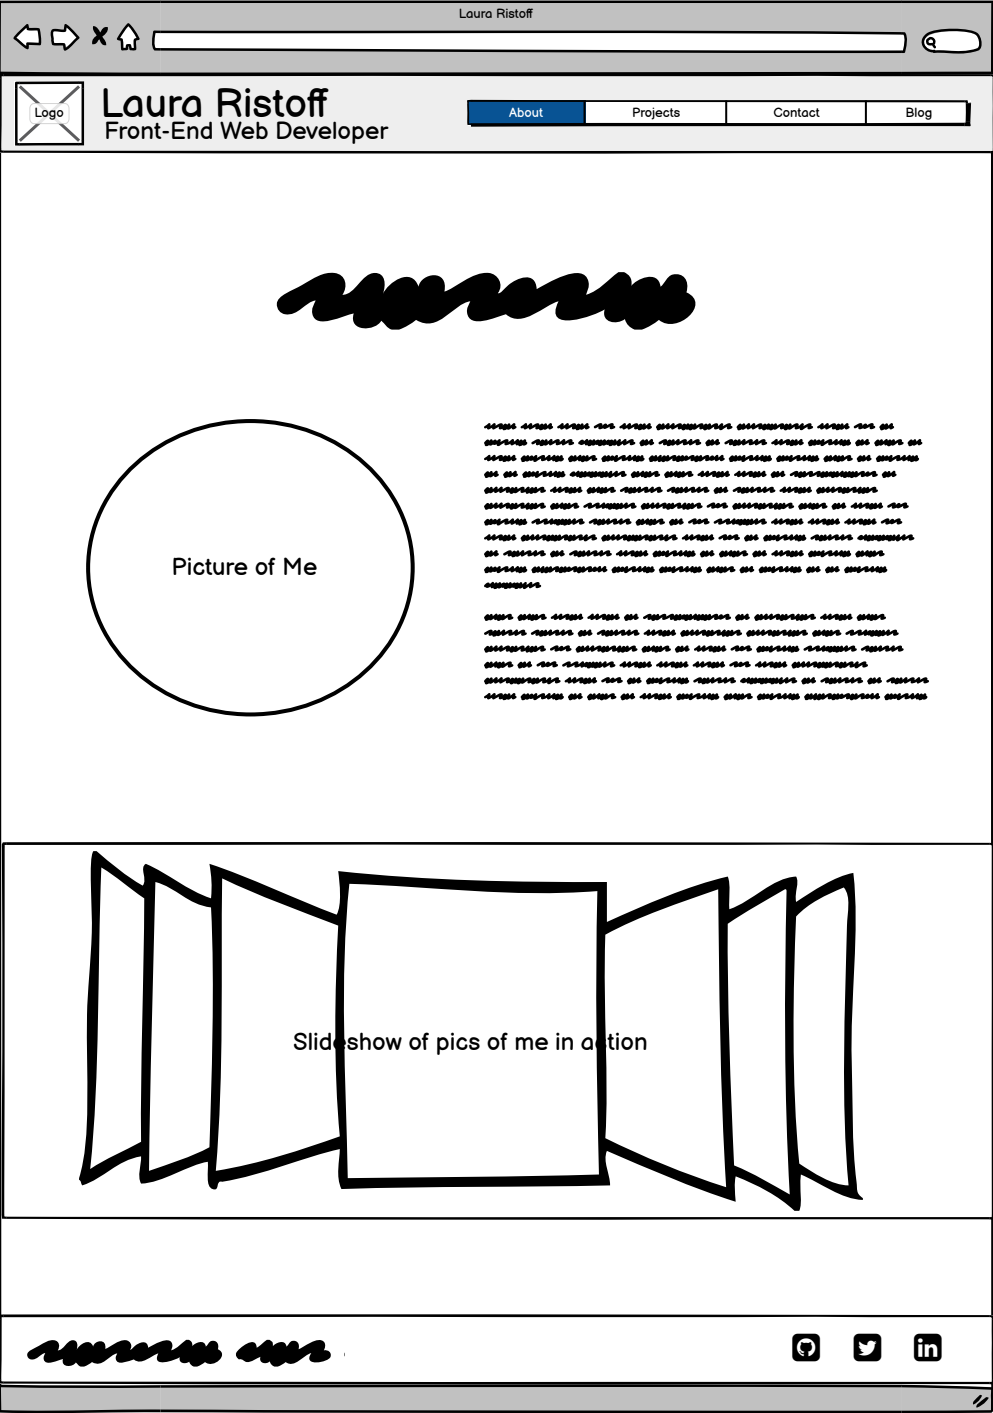 Laura Ristoff
Logo
Laura Ristoff
Front-End Web Developer
About
Projects
Contact
Blog
Picture of Me
Slideshow of pics of me in action
in